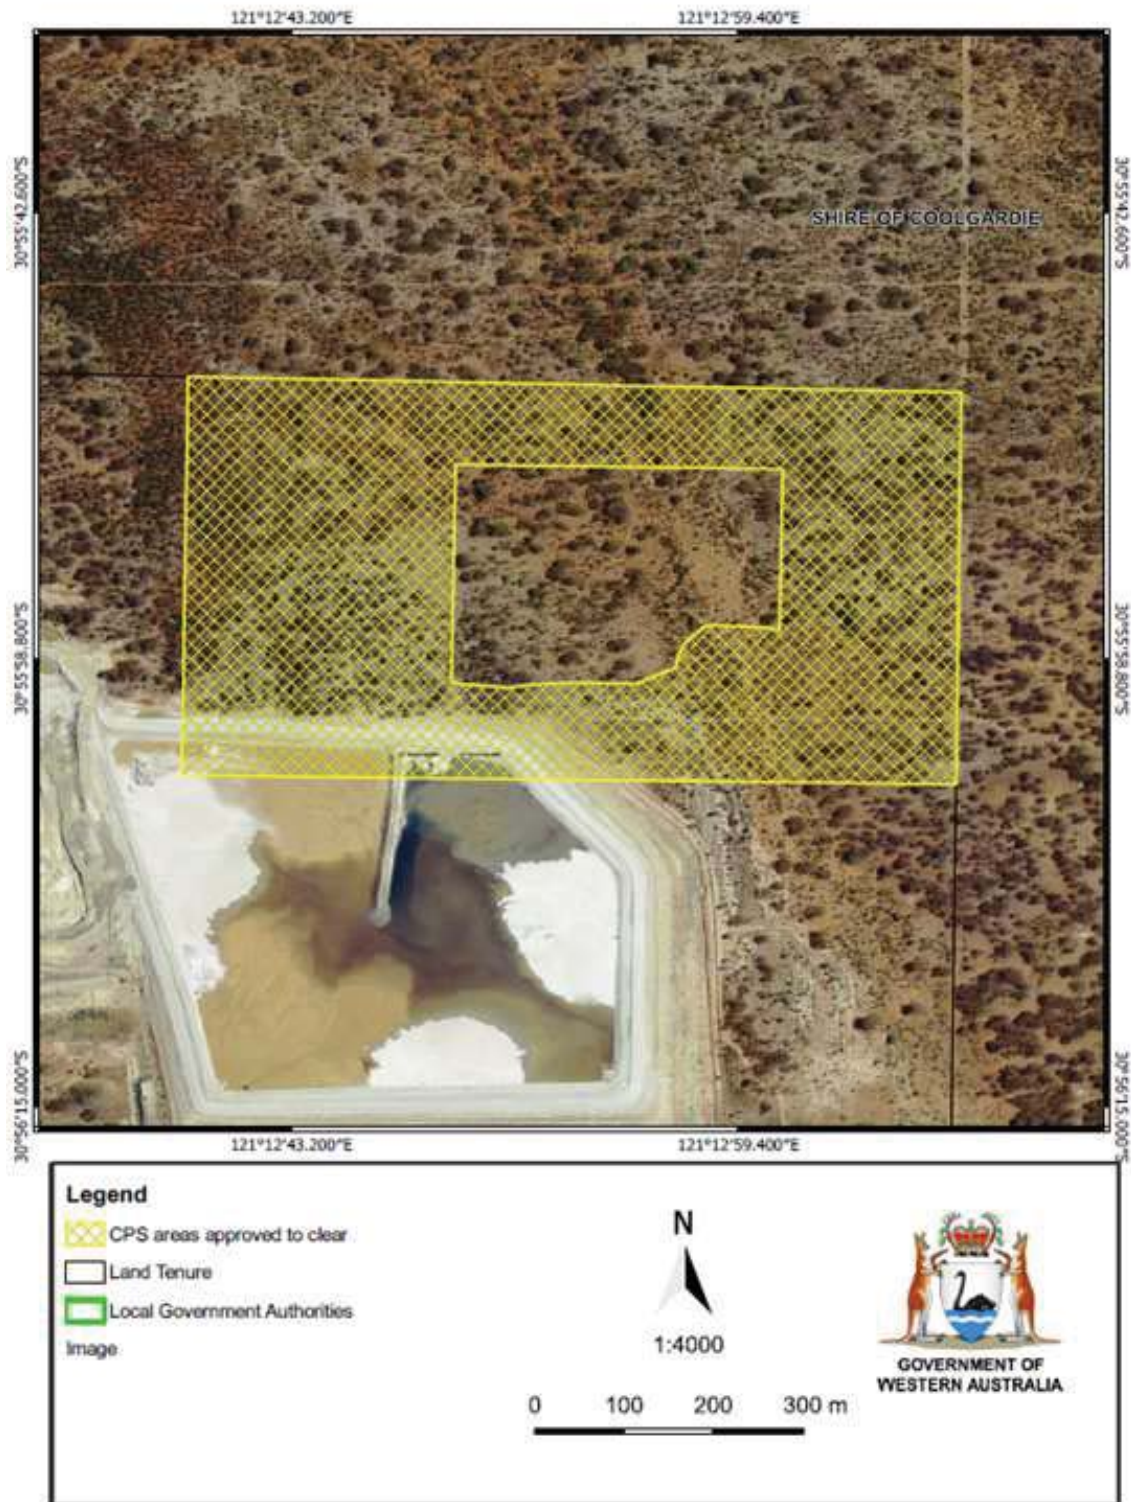 121°12'43.200"E
121°12'59.400"E
30°55'42.600"S
30°55'42.600"S
SHIRE OF COOLGARDIE
30°55'58.800"S
30°55'58.800"S
30°56'15.000"S
30°56'15.000"S
121°12'43.200"E
121°12'59.400"E
Legend
CPS areas approved to clear
Land Tenure
Local Government Authorities
Image
N
1:4000
0 100 200 300 m
GOVERNMENT OF
WESTERN AUSTRALIA